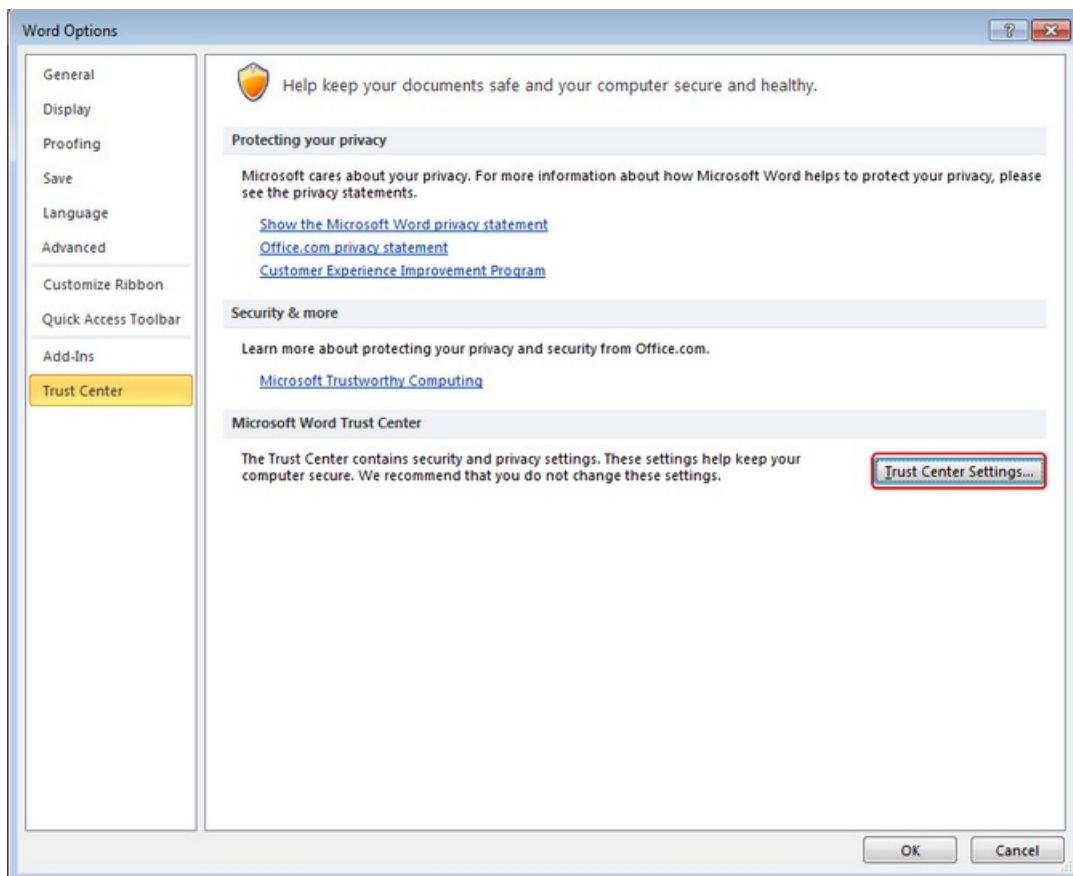 Word Options
General
Display
Proofing
Save
Language
Advanced
Customize Ribbon
Quick Access Toolbar
Add-Ins
Trust Center
Help keep your documents safe and your computer secure and healthy.
Protecting your privacy
Microsoft cares about your privacy. For more information about how Microsoft Word helps to protect your privacy, please
see the privacy statements.
Show the Microsoft Word privacy statement
Office.com privacy statement
Customer Experience Improvement Program
Security & more
Learn more about protecting your privacy and security from Office.com.
Microsoft Trustworthy Computing
Microsoft Word Trust Center
The Trust Center contains security and privacy settings. These settings help keep your
computer secure. We recommend that you do not change these settings.
Trust Center Settings...
OK
Cancel